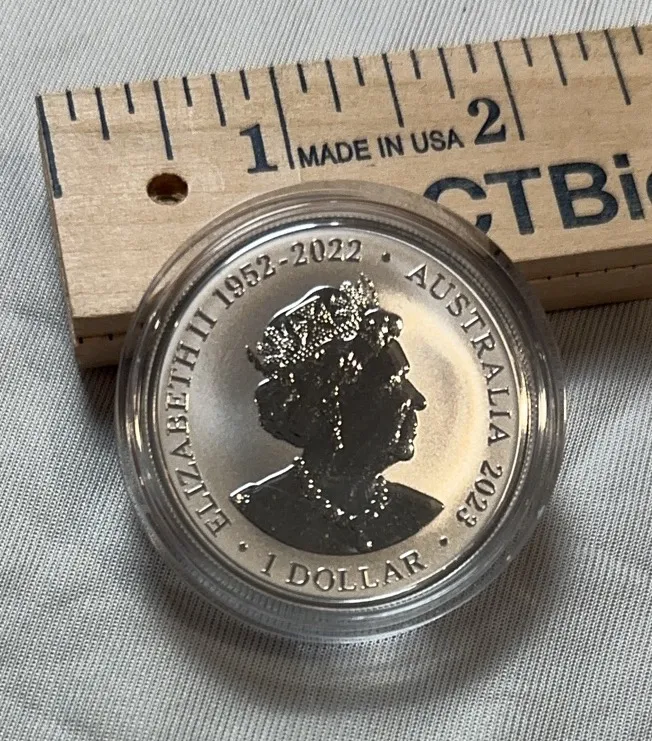 1 2
MADE IN USA
CTBi
ELIZABETH II 1952-2022 • AUSTRALIA 2023
• 1 DOLLAR •